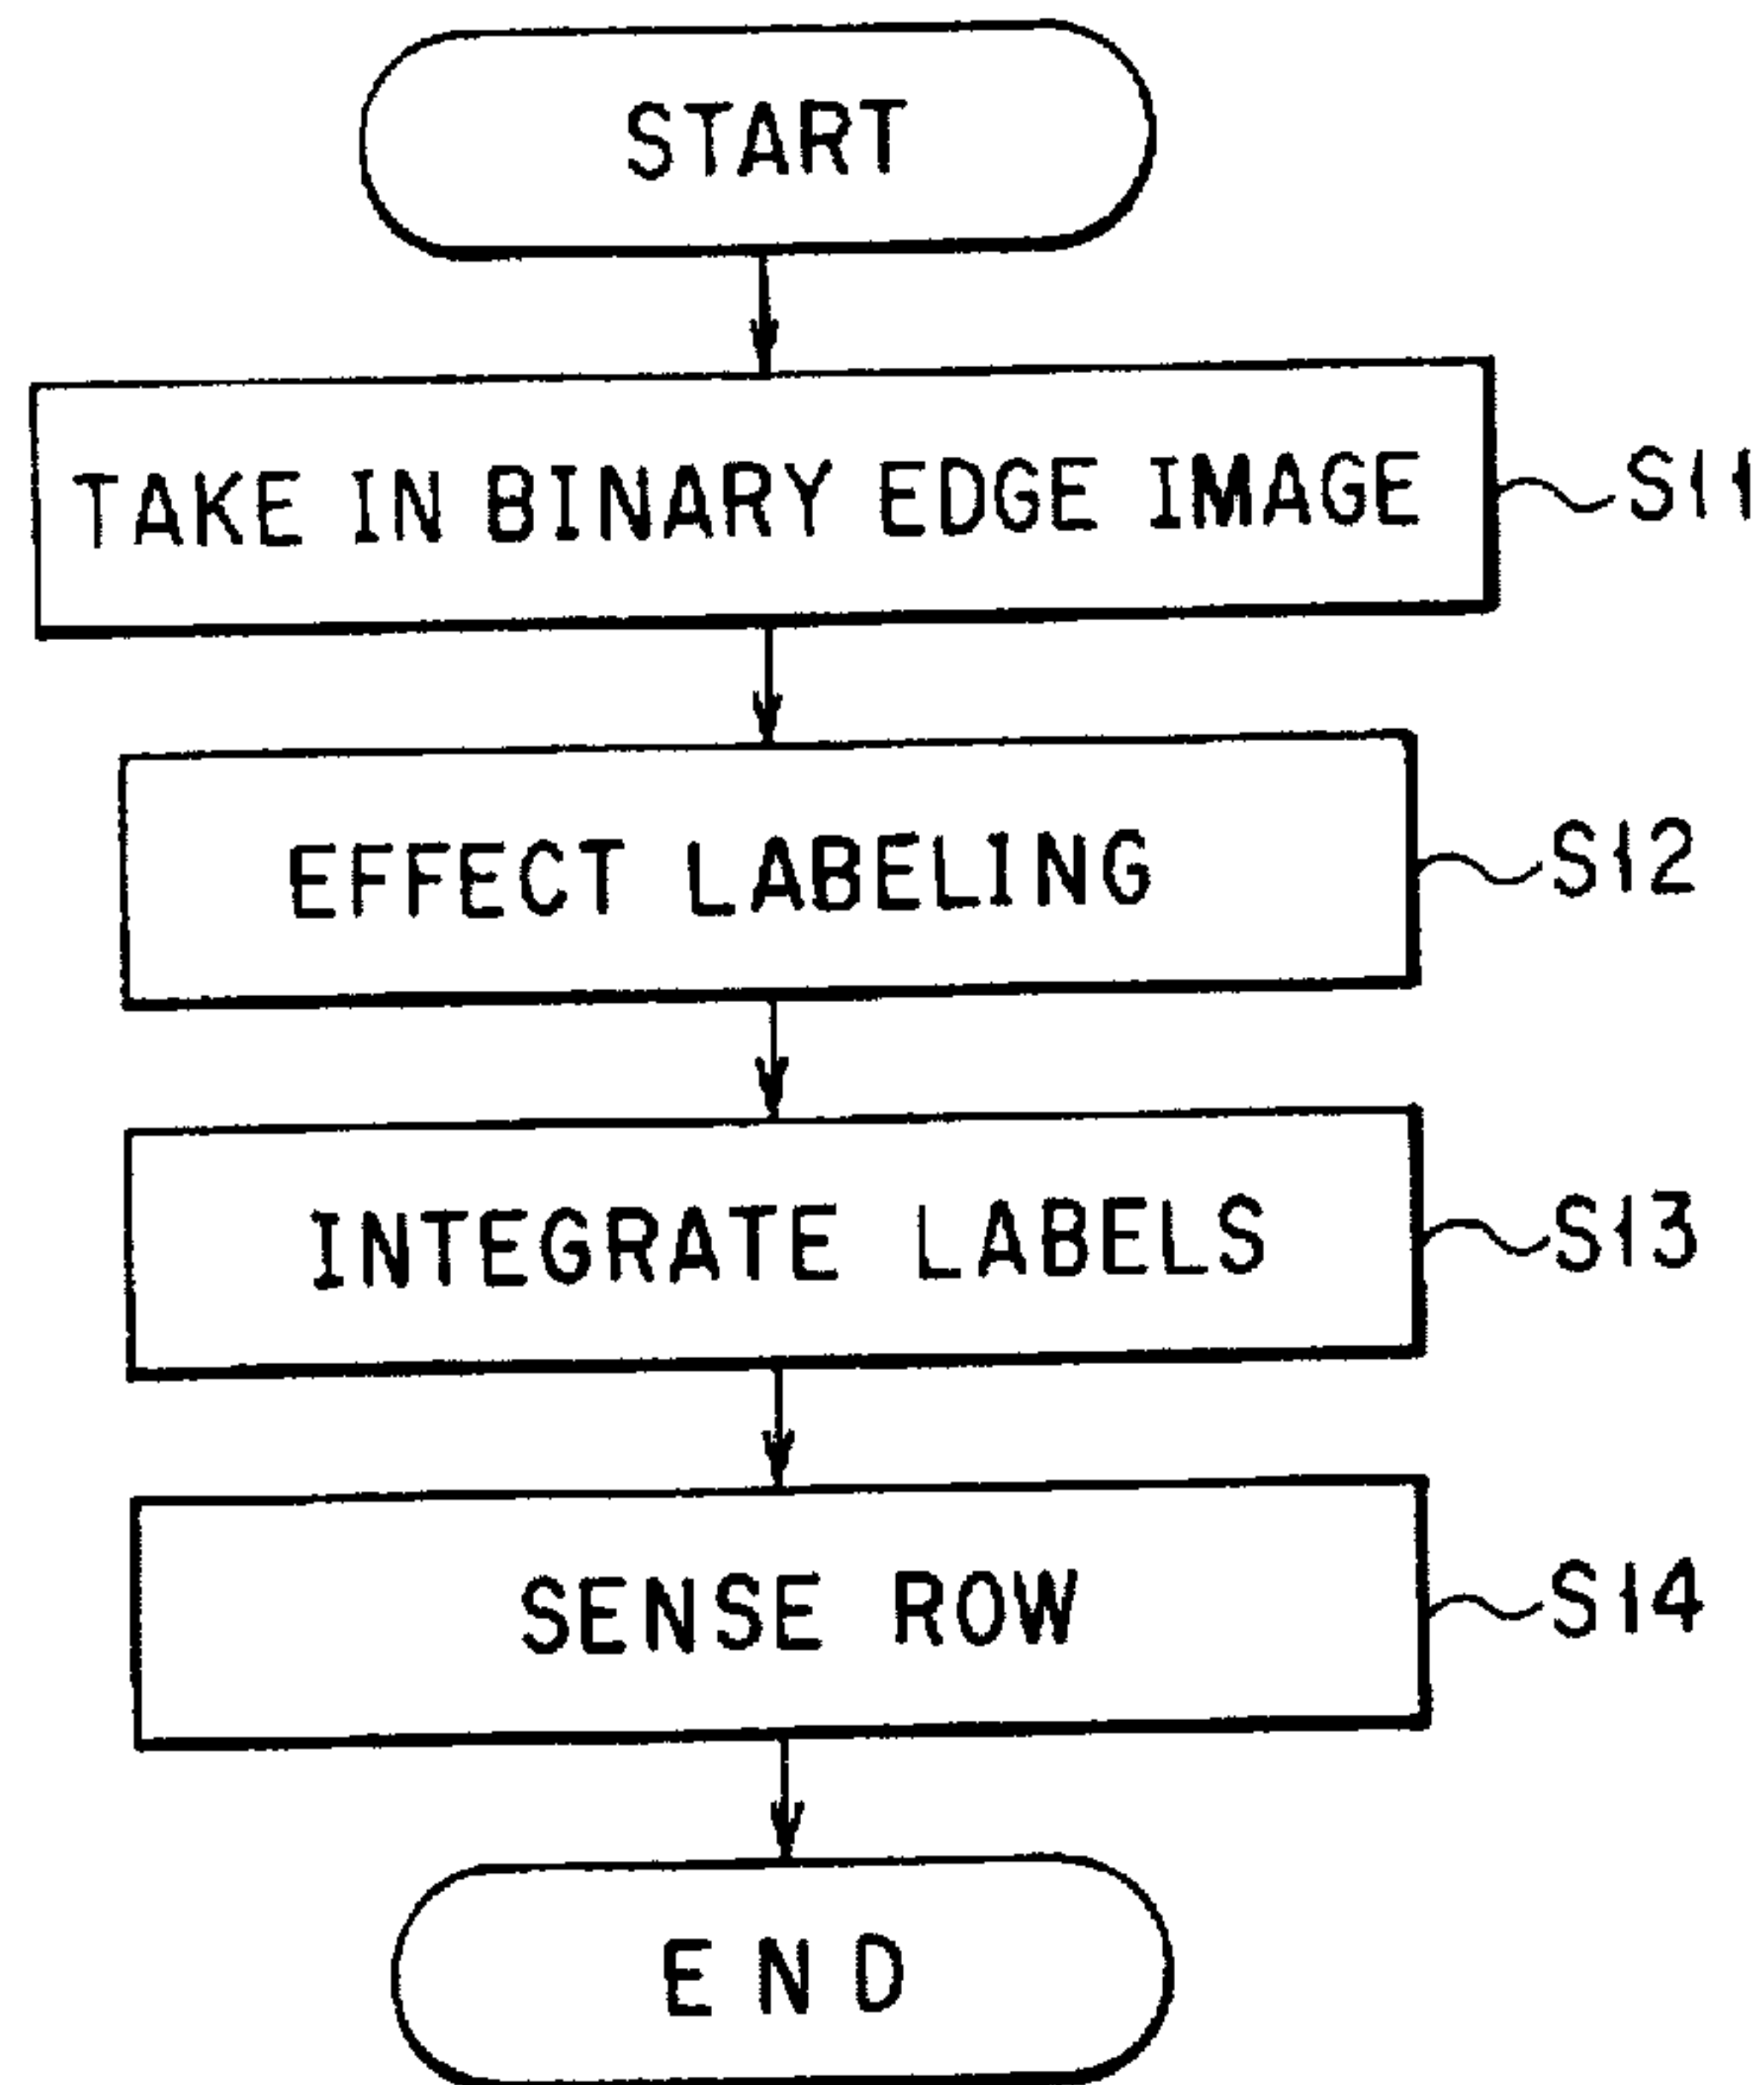 START
TAKE IN BINARY EDGE IMAGE S11
EFFECT LABELING S12
INTEGRATE LABELS S13
SENSE ROW S14
END